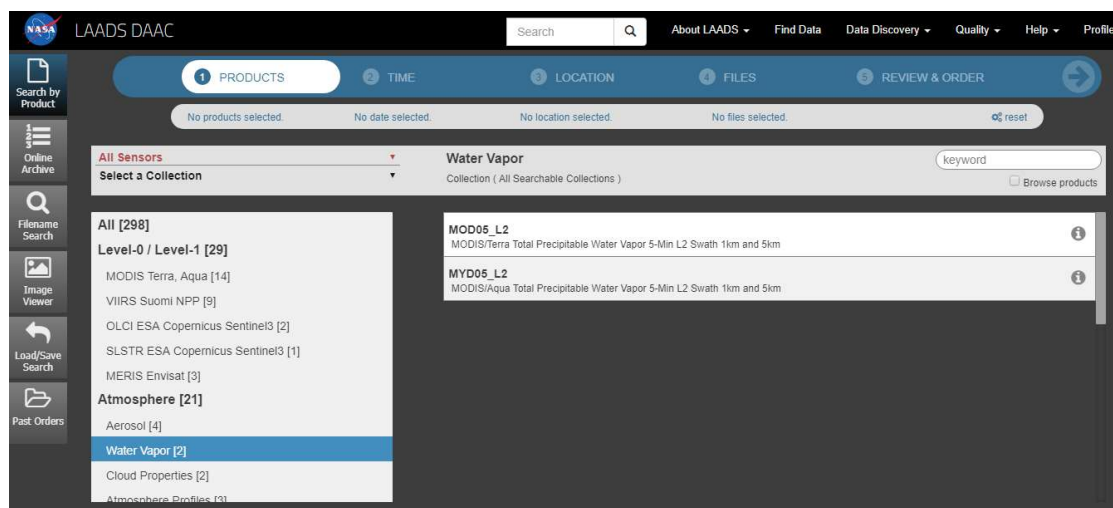 NASA LAADS DAAC Search About LAADS Find Data Data Discovery Quality Help Profile
Search by
Product
1 PRODUCTS 2 TIME 3 LOCATION 4 FILES 5 REVIEW & ORDER
No products selected. No date selected. No location selected. No files selected. reset
1
2
3
Online
Archive
Filename
Search
Image
Viewer
Load/Save
Search
Past Orders
All Sensors
Select a Collection
Water Vapor
Collection ( All Searchable Collections )
keyword
Browse products
All [298]
Level-0 / Level-1 [29]
MODIS Terra, Aqua [14]
VIIRS Suomi NPP [9]
OLCI ESA Copernicus Sentinel3 [2]
SLSTR ESA Copernicus Sentinel3 [1]
MERIS Envisat [3]
Atmosphere [21]
Aerosol [4]
Water Vapor [2]
Cloud Properties [2]
Atmosphere Profiles [3]
MOD05_L2
MODIS/Terra Total Precipitable Water Vapor 5-Min L2 Swath 1km and 5km
MYD05_L2
MODIS/Aqua Total Precipitable Water Vapor 5-Min L2 Swath 1km and 5km